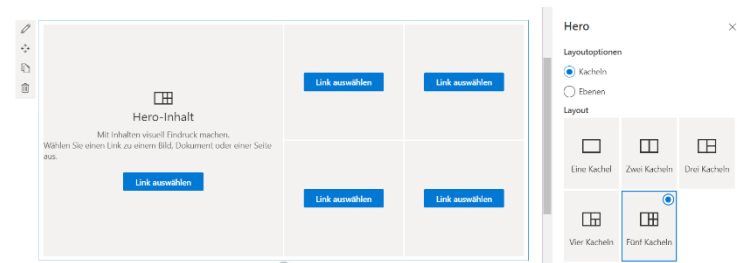 Hero-Inhalt
Mit Inhalten visuell Eindruck machen.
Wählen Sie einen Link zu einem Bild, Dokument oder einer Seite
aus.
Link auswählen
Link auswählen
Link auswählen
Link auswählen
Link auswählen
Hero
Layoutoptionen
Kacheln
Ebenen
Layout
Eine Kachel
Zwei Kacheln
Drei Kacheln
Vier Kacheln
Fünf Kacheln